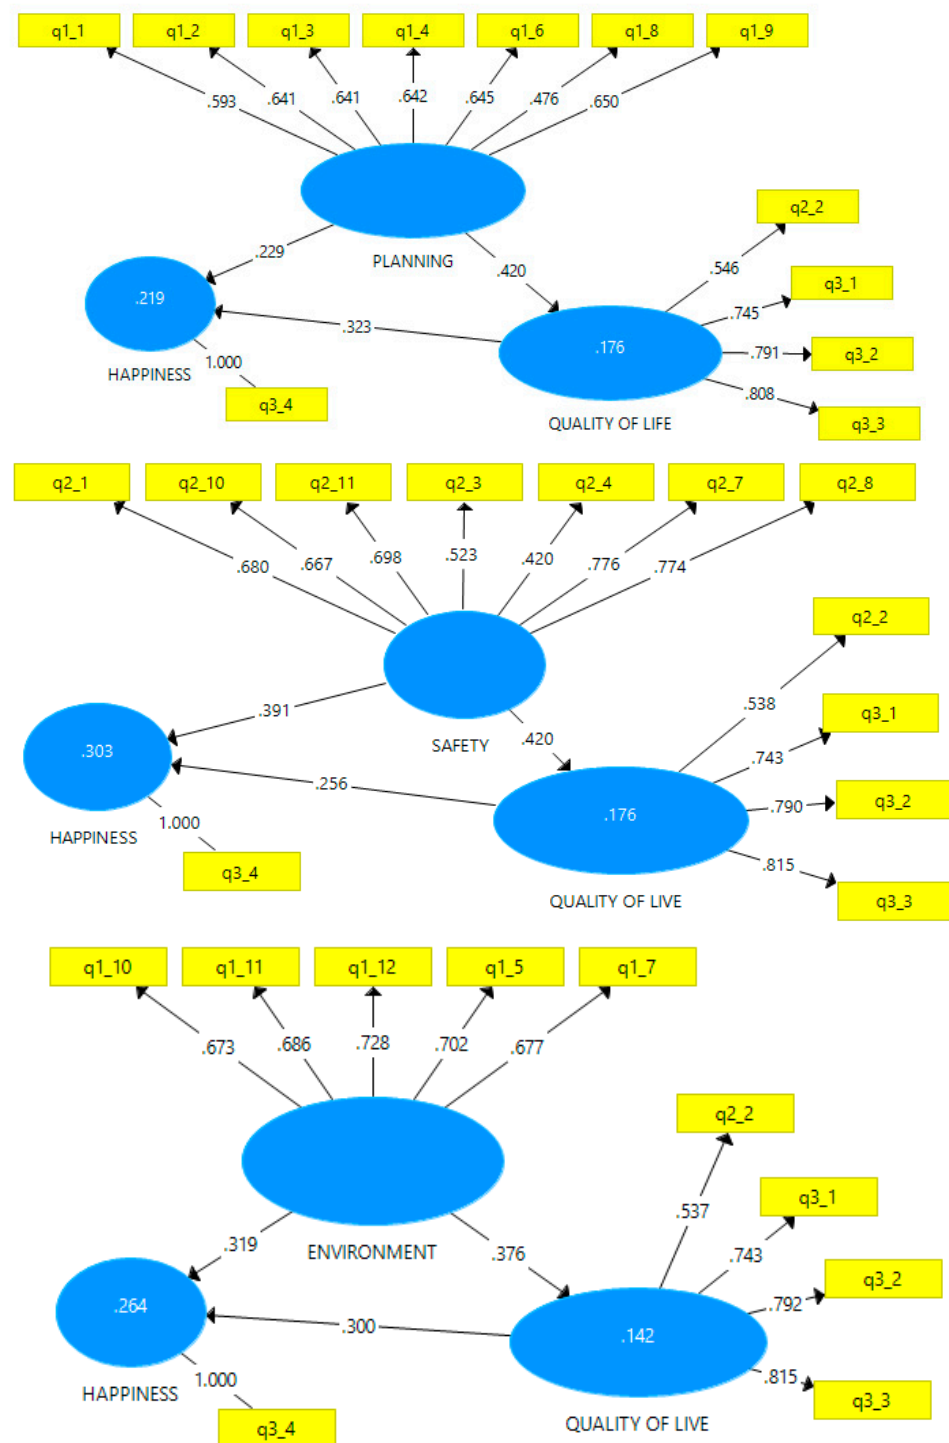 q1_1 q1_2 q1_3 q1_4 q1_6 q1_8 q1_9
.593 .641 .641 .642 .645 .476 .650
q2_2
.229
PLANNING
.420
.546
q3_1
.219
.323
.745
.176
.791
q3_2
1.000
HAPPINESS
.808
q3_4
QUALITY OF LIFE
q3_3
q2_1 q2_10 q2_11 q2_3 q2_4 q2_7 q2_8
.680 .667 .698 .523 .420 .776 .774
q2_2
.391
.538
q3_1
SAFETY
.420
.743
.303
.256
.790
q3_2
.176
1.000
HAPPINESS
.815
q3_4
QUALITY OF LIVE
q3_3
q1_10 q1_11 q1_12 q1_5 q1_7
.673 .686 .728 .702 .677
q2_2
q3_1
.537
.319
ENVIRONMENT
.376
.743
q3_2
.264
.300
.792
.142
1.000
.815
HAPPINESS
q3_3
q3_4
QUALITY OF LIVE